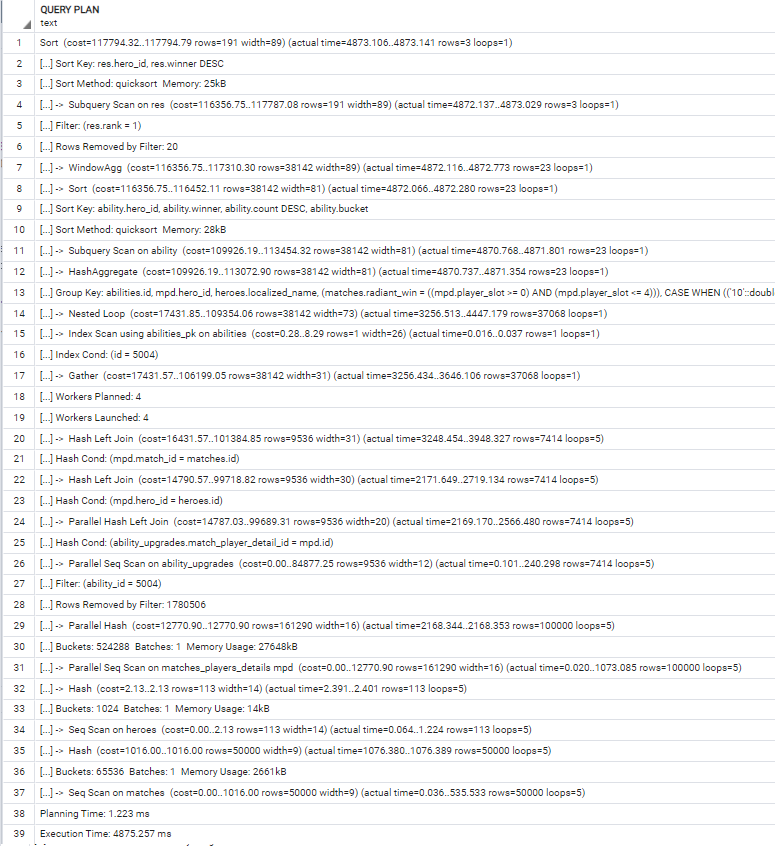 QUERY PLAN
text
1 Sort (cost=117794.32..117794.79 rows=191 width=89) (actual time=4873.106..4873.141 rows=3 loops=1)
2 [...] Sort Key: res.hero_id, res.winner DESC
3 [...] Sort Method: quicksort Memory: 25kB
4 [...] -> Subquery Scan on res (cost=116356.75..117787.08 rows=191 width=89) (actual time=4872.137..4873.029 rows=3 loops=1)
5 [...] Filter: (res.rank = 1)
6 [...] Rows Removed by Filter: 20
7 [...] -> WindowAgg (cost=116356.75..117310.30 rows=38142 width=89) (actual time=4872.116..4872.773 rows=23 loops=1)
8 [...] -> Sort (cost=116356.75..116452.11 rows=38142 width=81) (actual time=4872.066..4872.280 rows=23 loops=1)
9 [...] Sort Key: ability.hero_id, ability.winner, ability.count DESC, ability.bucket
10 [...] Sort Method: quicksort Memory: 28kB
11 [...] -> Subquery Scan on ability (cost=109926.19..113454.32 rows=38142 width=81) (actual time=4870.768..4871.801 rows=23 loops=1)
12 [...] -> HashAggregate (cost=109926.19..113072.90 rows=38142 width=81) (actual time=4870.737..4871.354 rows=23 loops=1)
13 [...] Group Key: abilities.id, mpd.hero_id, heroes.localized_name, (matches.radiant_win = ((mpd.player_slot >= 0) AND (mpd.player_slot <= 4))), CASE WHEN (('10'::doubl
14 [...] -> Nested Loop (cost=17431.85..109354.06 rows=38142 width=73) (actual time=3256.513..4447.179 rows=37068 loops=1)
15 [...] -> Index Scan using abilities_pk on abilities (cost=0.28..8.29 rows=1 width=26) (actual time=0.016..0.037 rows=1 loops=1)
16 [...] Index Cond: (id = 5004)
17 [...] -> Gather (cost=17431.57..106199.05 rows=38142 width=31) (actual time=3256.434..3646.106 rows=37068 loops=1)
18 [...] Workers Planned: 4
19 [...] Workers Launched: 4
20 [...] -> Hash Left Join (cost=16431.57..101384.85 rows=9536 width=31) (actual time=3248.454..3948.327 rows=7414 loops=5)
21 [...] Hash Cond: (mpd.match_id = matches.id)
22 [...] -> Hash Left Join (cost=14790.57..99718.82 rows=9536 width=30) (actual time=2171.649..2719.134 rows=7414 loops=5)
23 [...] Hash Cond: (mpd.hero_id = heroes.id)
24 [...] -> Parallel Hash Left Join (cost=14787.03..99689.31 rows=9536 width=20) (actual time=2169.170..2566.480 rows=7414 loops=5)
25 [...] Hash Cond: (ability_upgrades.match_player_detail_id = mpd.id)
26 [...] -> Parallel Seq Scan on ability_upgrades (cost=0.00..84877.25 rows=9536 width=12) (actual time=0.101..240.298 rows=7414 loops=5)
27 [...] Filter: (ability_id = 5004)
28 [...] Rows Removed by Filter: 1780506
29 [...] -> Parallel Hash (cost=12770.90..12770.90 rows=161290 width=16) (actual time=2168.344..2168.353 rows=100000 loops=5)
30 [...] Buckets: 524288 Batches: 1 Memory Usage: 27648kB
31 [...] -> Parallel Seq Scan on matches_players_details mpd (cost=0.00..12770.90 rows=161290 width=16) (actual time=0.020..1073.085 rows=100000 loops=5)
32 [...] -> Hash (cost=2.13..2.13 rows=113 width=14) (actual time=2.391..2.401 rows=113 loops=5)
33 [...] Buckets: 1024 Batches: 1 Memory Usage: 14kB
34 [...] -> Seq Scan on heroes (cost=0.00..2.13 rows=113 width=14) (actual time=0.064..1.224 rows=113 loops=5)
35 [...] -> Hash (cost=1016.00..1016.00 rows=50000 width=9) (actual time=1076.380..1076.389 rows=50000 loops=5)
36 [...] Buckets: 65536 Batches: 1 Memory Usage: 2661kB
37 [...] -> Seq Scan on matches (cost=0.00..1016.00 rows=50000 width=9) (actual time=0.036..535.533 rows=50000 loops=5)
38 Planning Time: 1.223 ms
39 Execution Time: 4875.257 ms